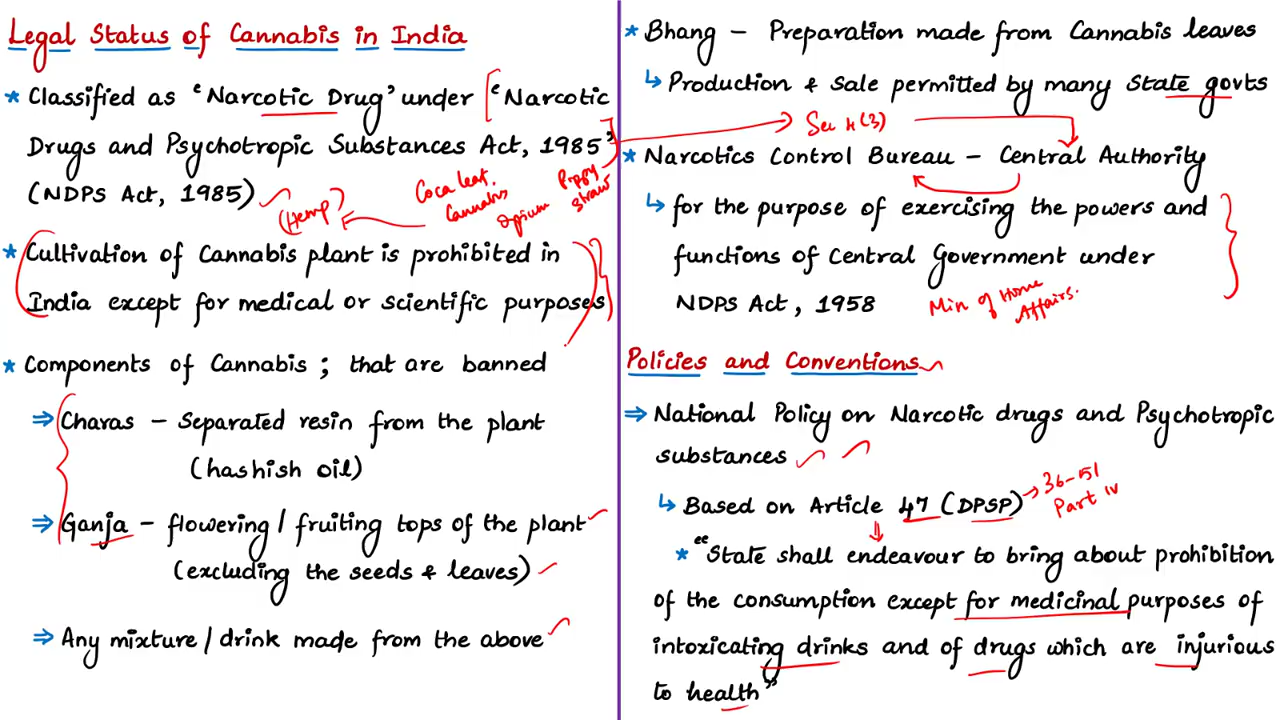 Legal Status of Cannabis in India
* Classified as ‘Narcotic Drug’ under ‘Narcotic
Drugs and Psychotropic Substances Act, 1985’
(NDPS Act, 1985)
(Hemp)
Coca leaf,
Cannabis
Opium
Poppy
straw
* Cultivation of Cannabis plant is prohibited in
India except for medical or scientific purposes
* Components of Cannabis ; that are banned
⇒ Charas – Separated resin from the plant
(hashish oil)
⇒ Ganja – flowering / fruiting tops of the plant
(excluding the seeds & leaves)
⇒ Any mixture / drink made from the above
* Bhang – Preparation made from Cannabis leaves
↳ Production & Sale permitted by many State govts
Sec 4(3)
* Narcotics Control Bureau – Central Authority
↳ for the purpose of exercising the powers and
functions of Central Government under
NDPS Act, 1958
Min of Home
Affairs.
Policies and Conventions
⇒ National Policy on Narcotic drugs and Psychotropic
substances
↳ Based on Article 47 (DPSP)
→ 36-151
Part IV
* “State shall endeavour to bring about prohibition
of the consumption except for medicinal purposes of
intoxicating drinks and of drugs which are injurious
to health”